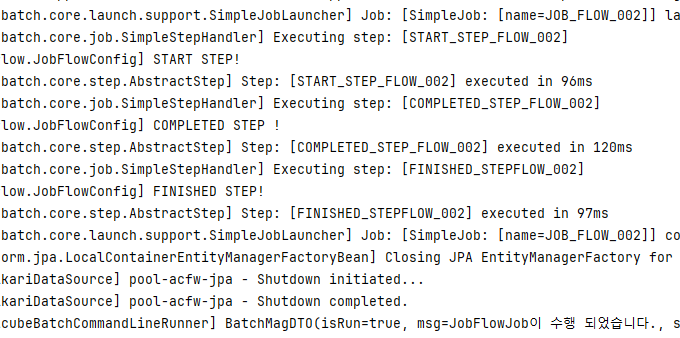 batch.core.launch.support.SimpleJobLauncher] Job: [SimpleJob: [name=JOB_FLOW_002]] la
batch.core.job.SimpleStepHandler] Executing step: [START_STEP_FLOW_002]
low.JobFlowConfig] START STEP!
batch.core.step.AbstractStep] Step: [START_STEP_FLOW_002] executed in 96ms
batch.core.job.SimpleStepHandler] Executing step: [COMPLETED_STEP_FLOW_002]
low.JobFlowConfig] COMPLETED STEP !
batch.core.step.AbstractStep] Step: [COMPLETED_STEP_FLOW_002] executed in 120ms
batch.core.job.SimpleStepHandler] Executing step: [FINISHED_STEPFLOW_002]
low.JobFlowConfig] FINISHED STEP!
batch.core.step.AbstractStep] Step: [FINISHED_STEPFLOW_002] executed in 97ms
batch.core.launch.support.SimpleJobLauncher] Job: [SimpleJob: [name=JOB_FLOW_002]] co
orm.jpa.LocalContainerEntityManagerFactoryBean] Closing JPA EntityManagerFactory for
kariDataSource] pool-acfw-jpa - Shutdown initiated...
kariDataSource] pool-acfw-jpa - Shutdown completed.
cubeBatchCommandLineRunner] BatchMagDTO(isRun=true, msg=JobFlowJob이 수행 되었습니다., s